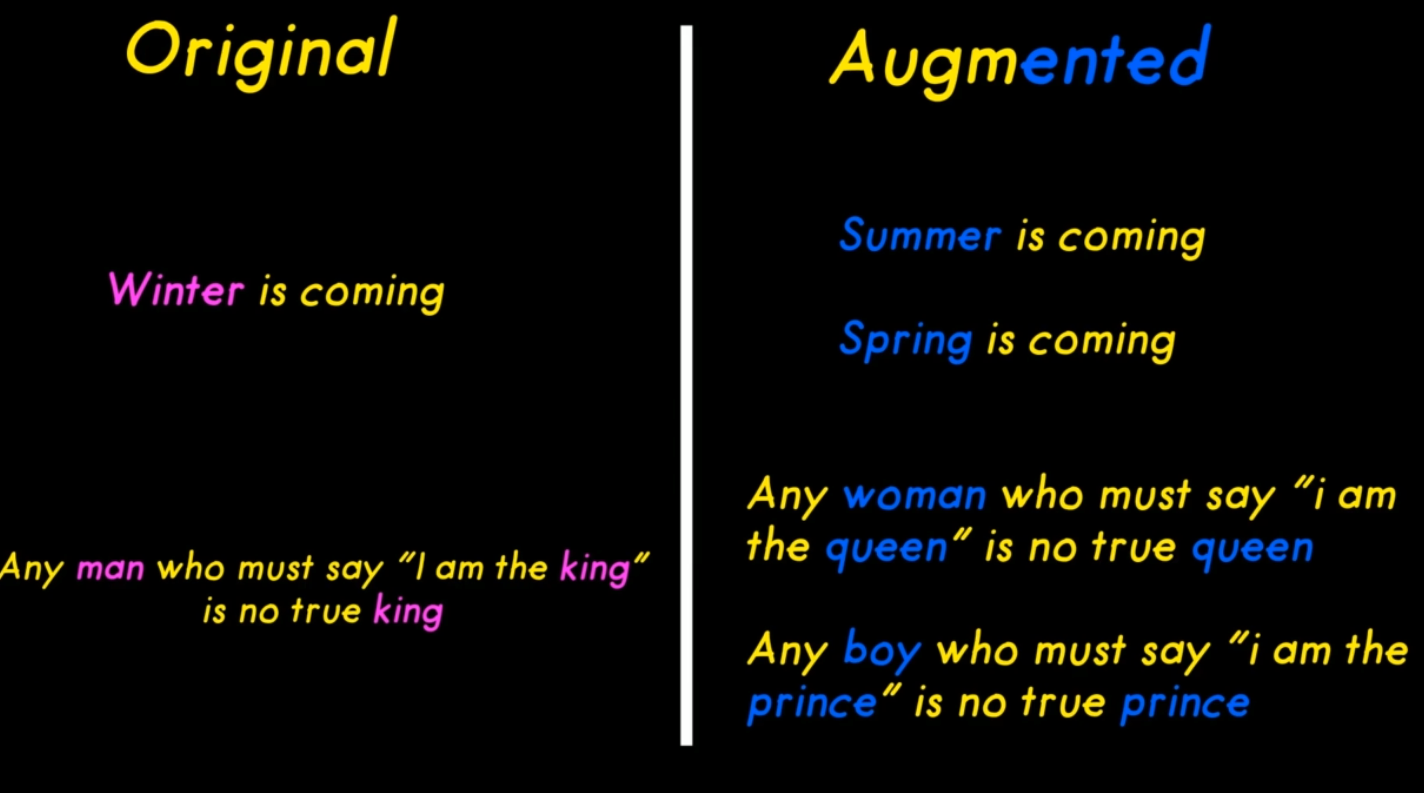 Original
Winter is coming
Any man who must say "I am the king"
is no true king
Augmented
Summer is coming
Spring is coming
Any woman who must say "i am
the queen" is no true queen
Any boy who must say "i am the
prince" is no true prince